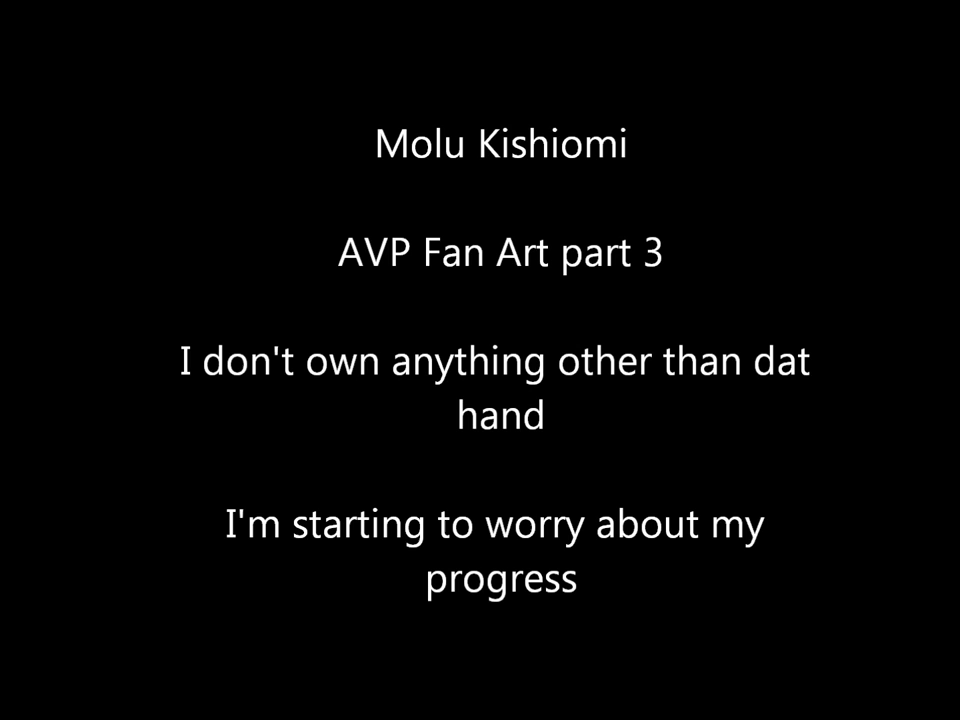 Molu Kishiomi
AVP Fan Art part 3
I don't own anything other than dat
hand
I'm starting to worry about my
progress